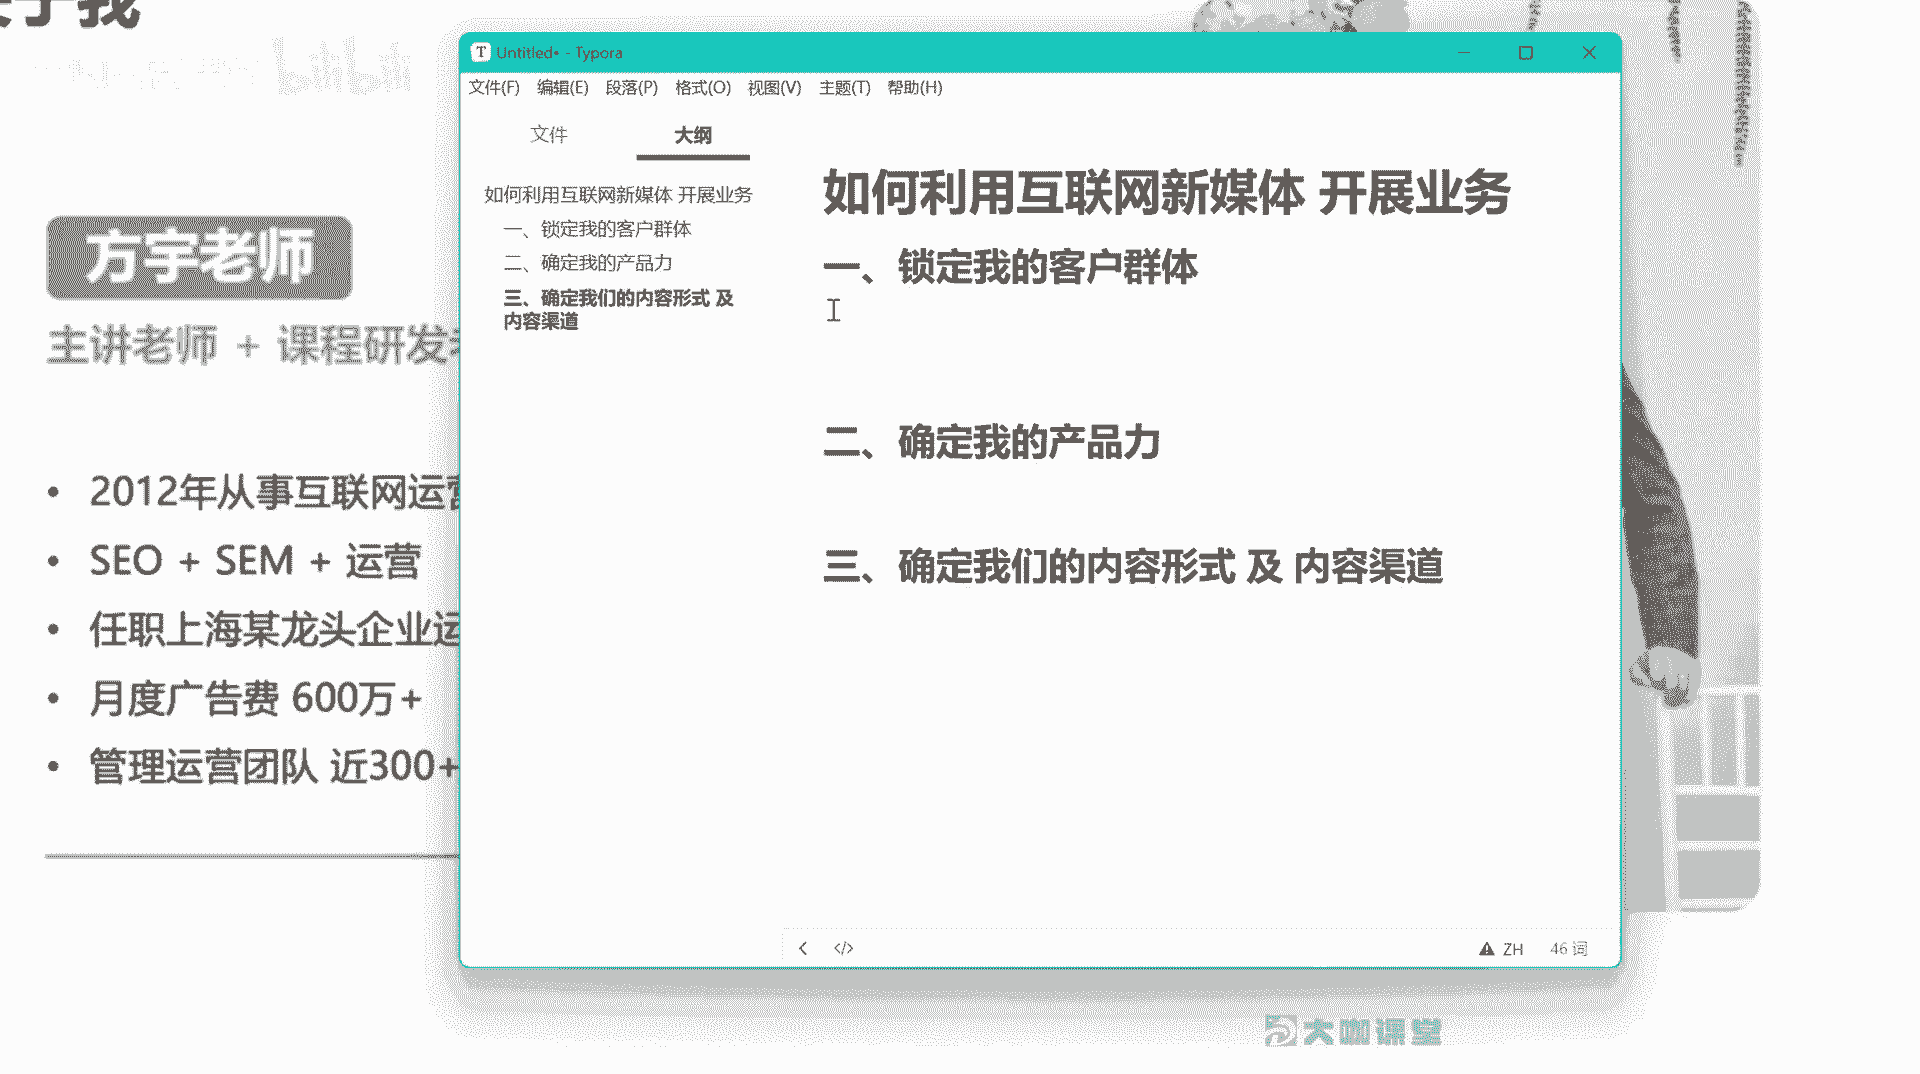 bilibili
Untitled• - Typora
文件(F) 编辑(E) 段落(P) 格式(O) 视图(V) 主题(T) 帮助(H)
文件 大纲
如何利用互联网新媒体 开展业务
一、锁定我的客户群体
二、确定我的产品力
三、确定我们的内容形式 及
内容渠道
如何利用互联网新媒体 开展业务
一、锁定我的客户群体
二、确定我的产品力
三、确定我们的内容形式 及 内容渠道
ZH 46 词
方宇老师
主讲老师 + 课程研发
• 2012年从事互联网运营
• SEO + SEM + 运营
• 任职上海某龙头企业运
• 月度广告费 600万+
• 管理运营团队 近300+
大咖课堂